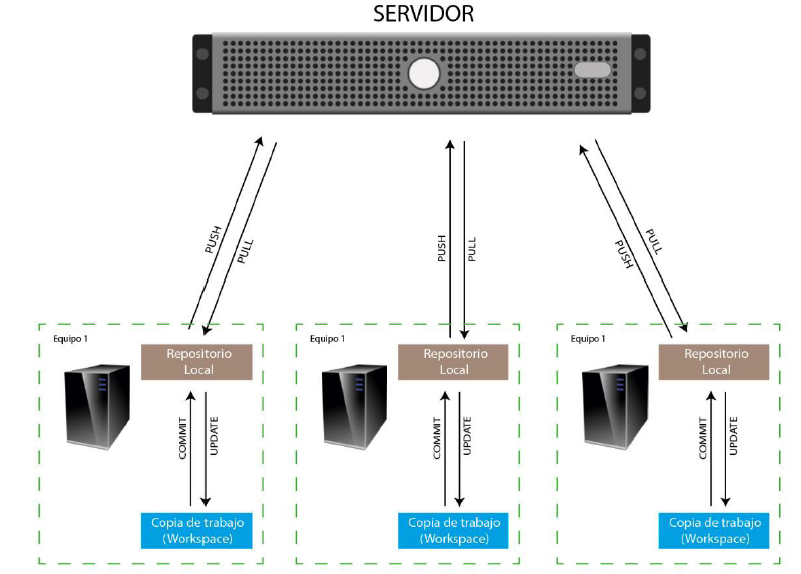 SERVIDOR
PUSH
PULL
PUSH
PULL
PUSH
PULL
Equipo 1
Repositorio
Local
COMMIT
UPDATE
Copia de trabajo
(Workspace)
Equipo 1
Repositorio
Local
COMMIT
UPDATE
Copia de trabajo
(Workspace)
Equipo 1
Repositorio
Local
COMMIT
UPDATE
Copia de trabajo
(Workspace)